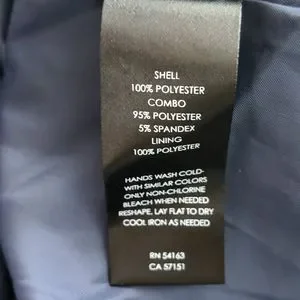 SHELL
100% POLYESTER
COMBO
95% POLYESTER
5% SPANDEX
LINING
100% POLYESTER
HANDS WASH COLD-
WITH SIMILAR COLORS
ONLY NON-CHLORINE
BLEACH WHEN NEEDED
RESHAPE, LAY FLAT TO DRY
COOL IRON AS NEEDED
RN 54163
CA 57151